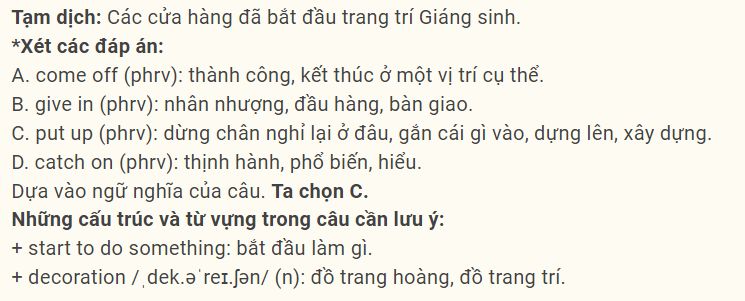 Tạm dịch: Các cửa hàng đã bắt đầu trang trí Giáng sinh.
*Xét các đáp án:
A. come off (phrv): thành công, kết thúc ở một vị trí cụ thể.
B. give in (phrv): nhân nhượng, đầu hàng, bàn giao.
C. put up (phrv): dừng chân nghỉ lại ở đâu, gắn cái gì vào, dựng lên, xây dựng.
D. catch on (phrv): thịnh hành, phổ biến, hiểu.
Dựa vào ngữ nghĩa của câu. Ta chọn C.
Những cấu trúc và từ vựng trong câu cần lưu ý:
+ start to do something: bắt đầu làm gì.
+ decoration /ˌdek.əˈreɪ.ʃən/ (n): đồ trang hoàng, đồ trang trí.